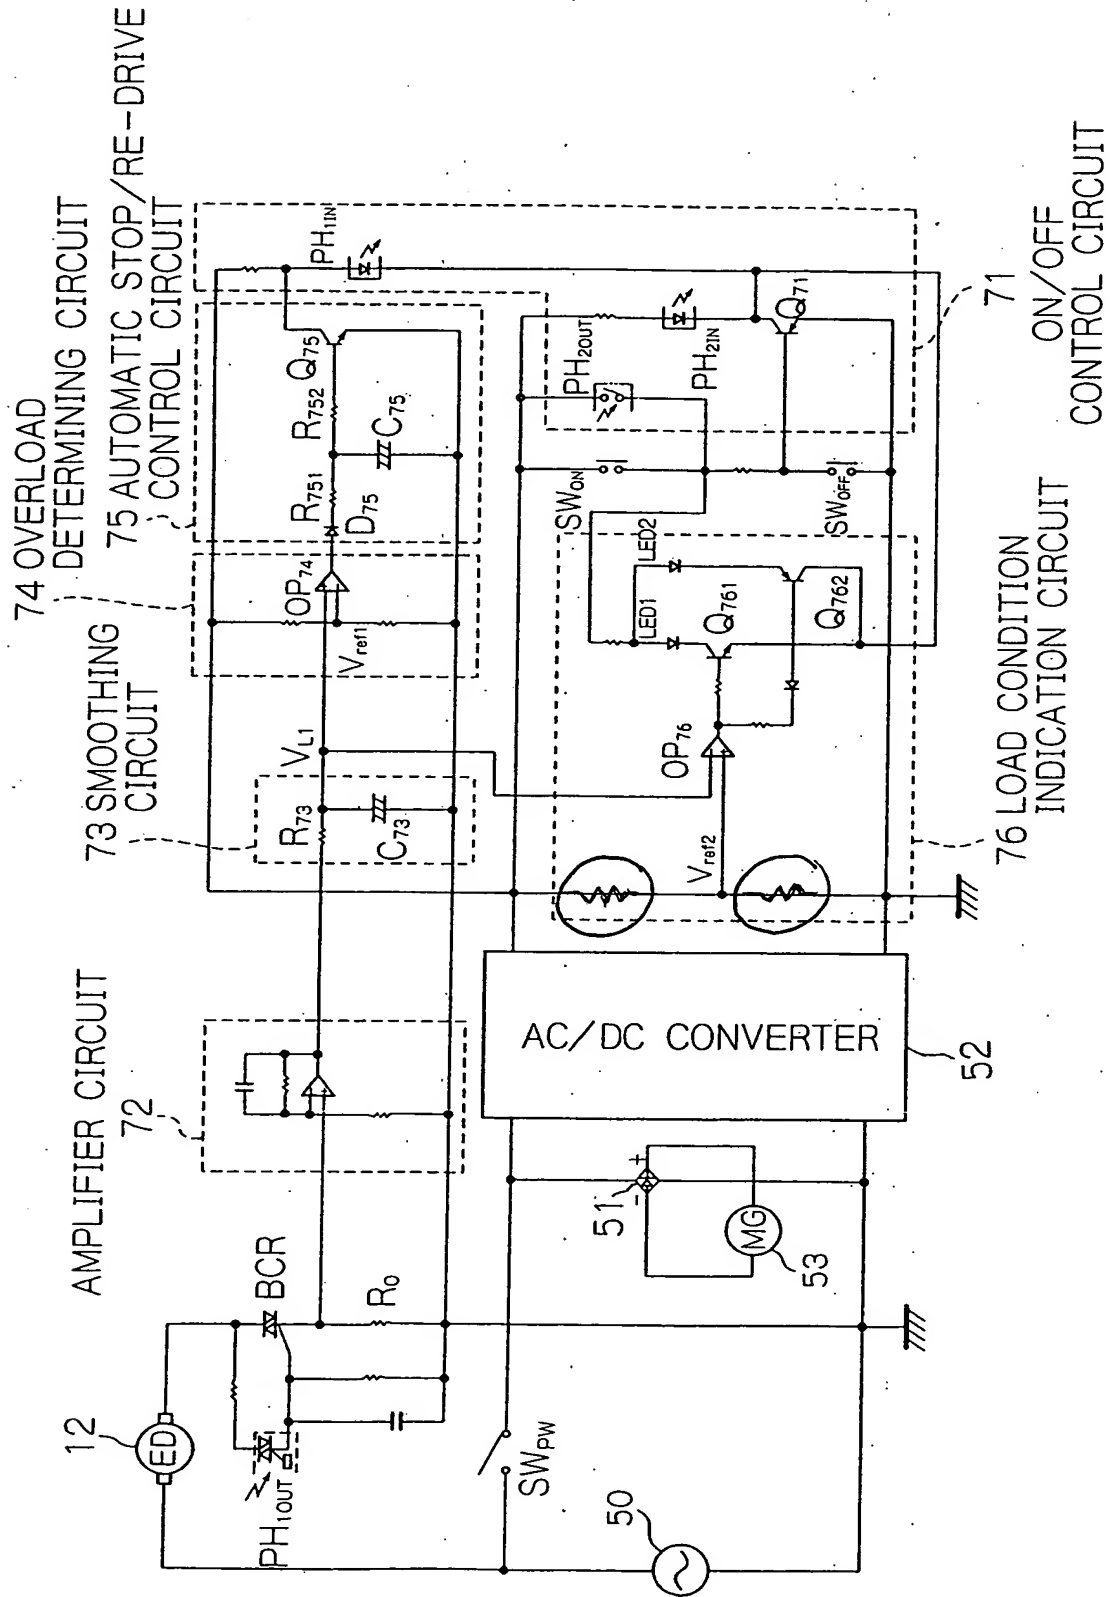 74 OVERLOAD
DETERMINING CIRCUIT
75 AUTOMATIC STOP/RE-DRIVE
CONTROL CIRCUIT
73 SMOOTHING
CIRCUIT
AMPLIFIER CIRCUIT
72
12
ED
PH1OUT
BCR
R0
R73
C73
VL1
Vref1
OP74
D75
R751
R752
C75
Q75
PH1IN
SWPW
50
51
+
-
MG
53
AC/DC CONVERTER
52
Vref2
OP76
LED1
LED2
Q761
Q762
SWON
SWOFF
PH2OUT
PH2IN
Q71
76 LOAD CONDITION
INDICATION CIRCUIT
71
ON/OFF
CONTROL CIRCUIT